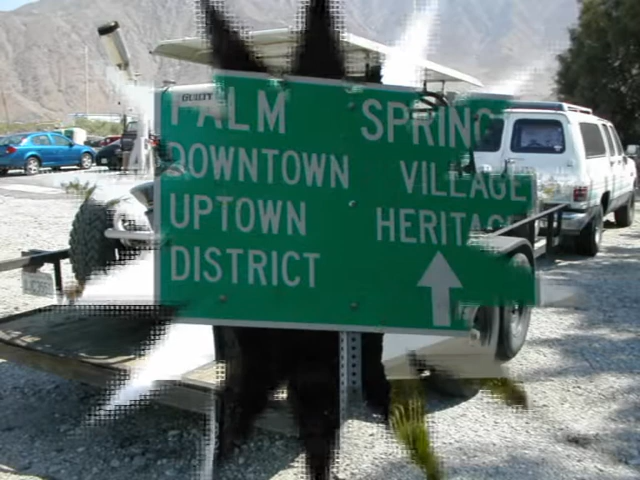 PALM SPRINGS
DOWNTOWN VILLAGE
UPTOWN HERITAGE
DISTRICT